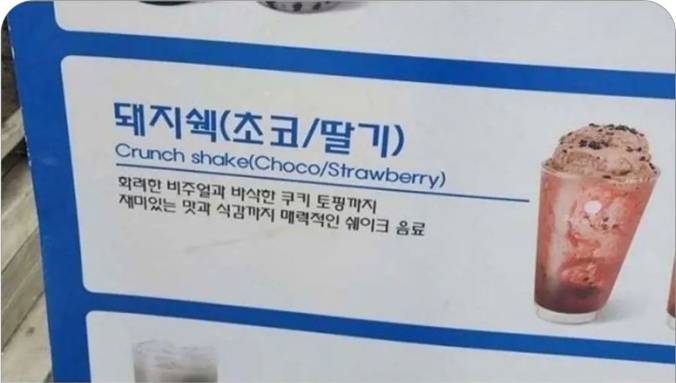 돼지쉨(초코/딸기)
Crunch shake(Choco/Strawberry)
화려한 비주얼과 바삭한 쿠키 토핑까지
재미있는 맛과 식감까지 매력적인 쉐이크 음료